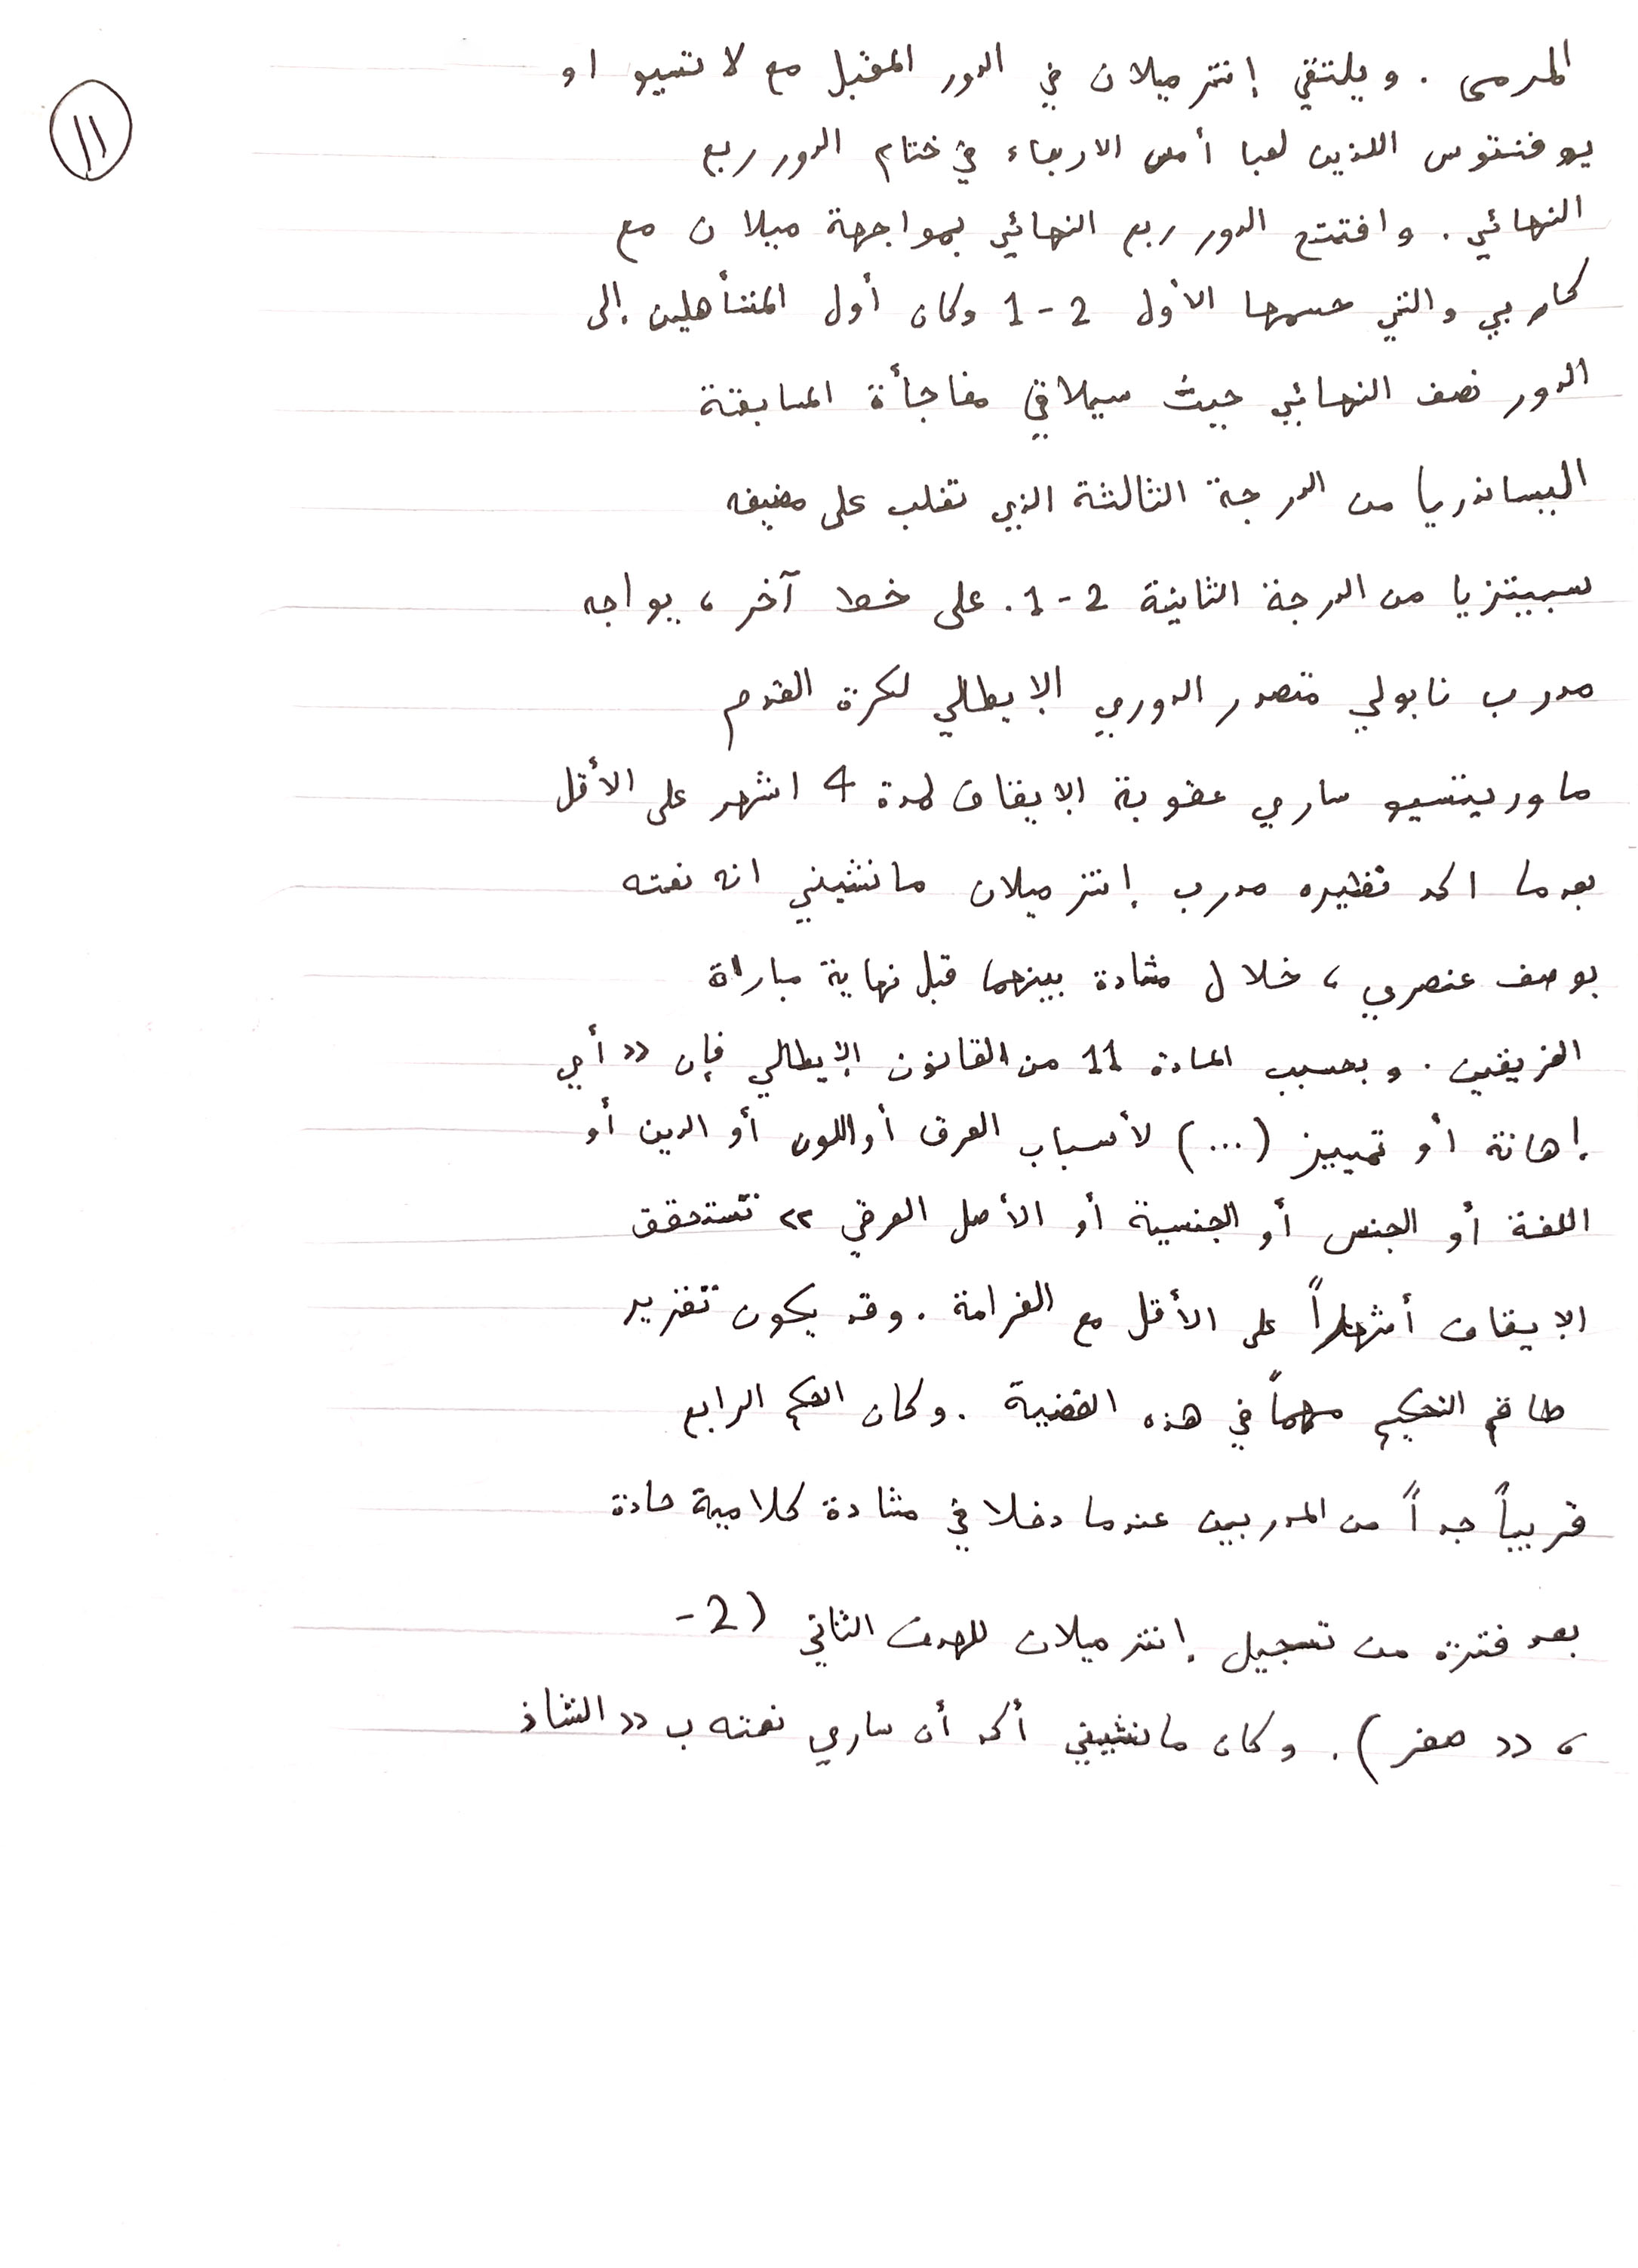 11
المرمى . ويلتقي إنتر ميلان في الدور المقبل مع لاتسيو او
يوفنتوس اللذين لعبا أمس الاربعاء في ختام الدور ربع
النهائي . وافتتح الدور ربع النهائي بمواجهة ميلان مع
كاربي والتي حسمها الأول 2 - 1 وكان أول المتأهلين إلى
الدور نصف النهائي حيث سيلاقي مفاجأة المسابقة
اليساندريا من الدرجة الثالثة الذي تغلب على مضيفه
سبيتزيا من الدرجة الثانية 2 - 1 . على خط آخر ، يواجه
مدرب نابولي متصدر الدوري الإيطالي لكرة القدم
ماوريتسيو ساري عقوبة الإيقاف لمدة 4 اشهر على الأقل
بعدما اكد نظيره مدرب إنتر ميلان مانشيني انه نعته
بوصف عنصري ، خلال مشادة بينهما قبل نهاية مباراة
الفريقين . وبحسب المادة 11 من القانون الإيطالي فإن « أي
إهانة أو تمييز (...) لأسباب العرق أو اللون أو الدين أو
اللغة أو الجنس أو الجنسية أو الأصل العرقي » تستحق
الإيقاف أشهراً على الأقل مع الغرامة . وقد يكون تقرير
طاقم التحكيم مهماً في هذه القضية . وكان الحكم الرابع
قريباً جداً من المدربين عندما دخلا في مشادة كلامية حادة
بعد فترة من تسجيل إنتر ميلان للهدف الثاني (2 -
، « صفر ) . وكان مانشيني أكد أن ساري نعته ب « الشاذ